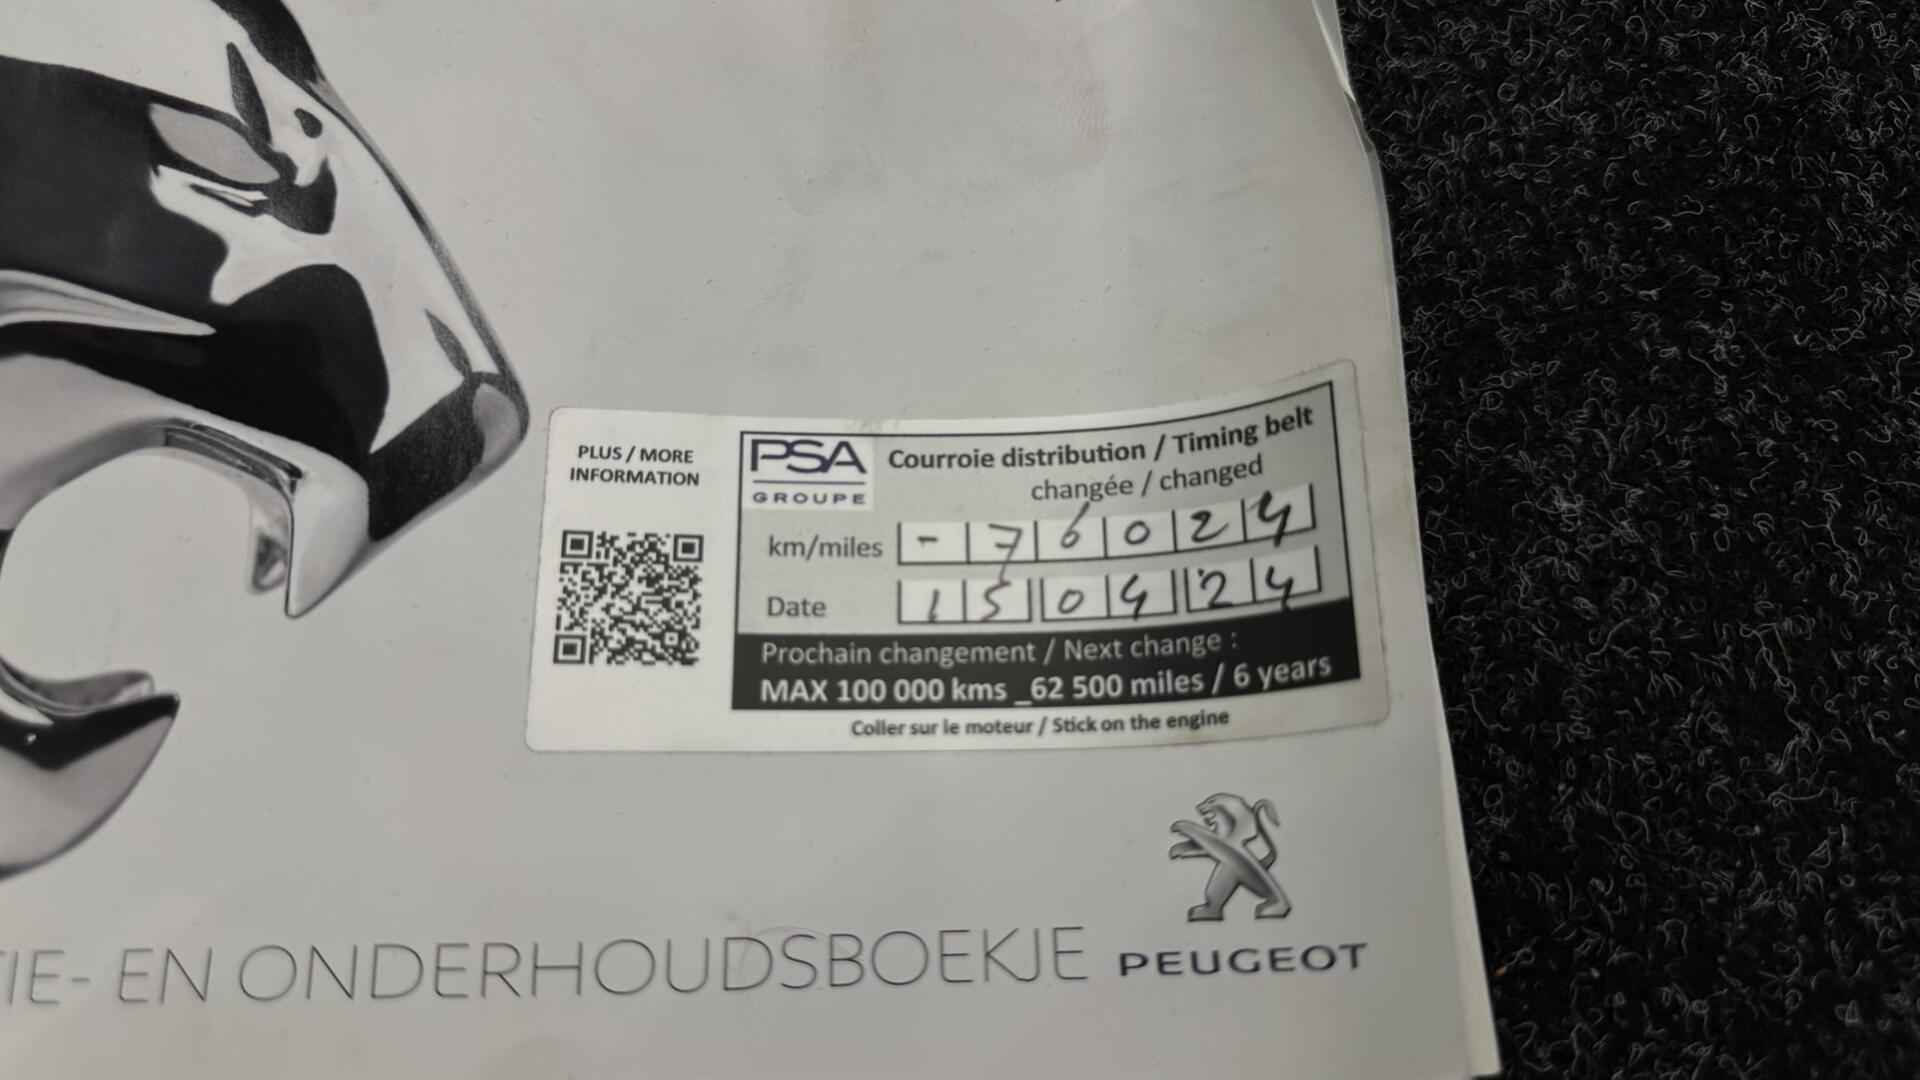 PLUS / MORE
INFORMATION
PSA
GROUPE
Courroie distribution / Timing belt
changée / changed
km/miles - 7 6 0 2 4
Date 1 5 0 4 2 4
Prochain changement / Next change :
MAX 100 000 kms _62 500 miles / 6 years
Coller sur le moteur / Stick on the engine
IE- EN ONDERHOUDSBOEKJE
PEUGEOT